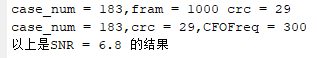 case_num = 183,fram = 1000 crc = 29
case_num = 183,crc = 29,CFOFreq = 300
以上是SNR = 6.8 的结果